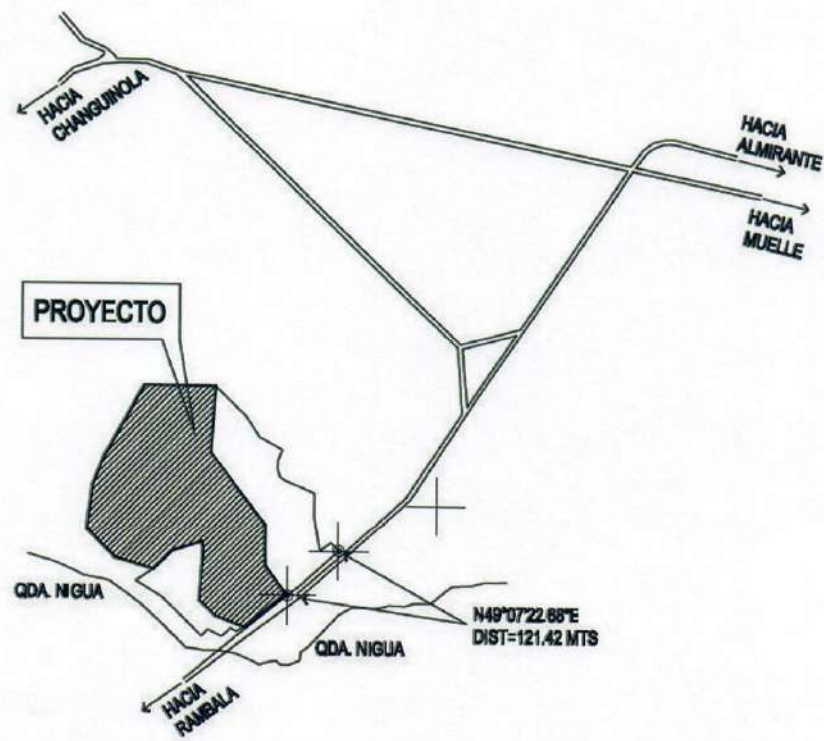 HACIA
CHANGUINOLA
HACIA
ALMIRANTE
HACIA
MUELLE
PROYECTO
QDA. NIGUA
N49°07'22.68"E
DIST=121.42 MTS
QDA. NIGUA
HACIA
RAMBALA